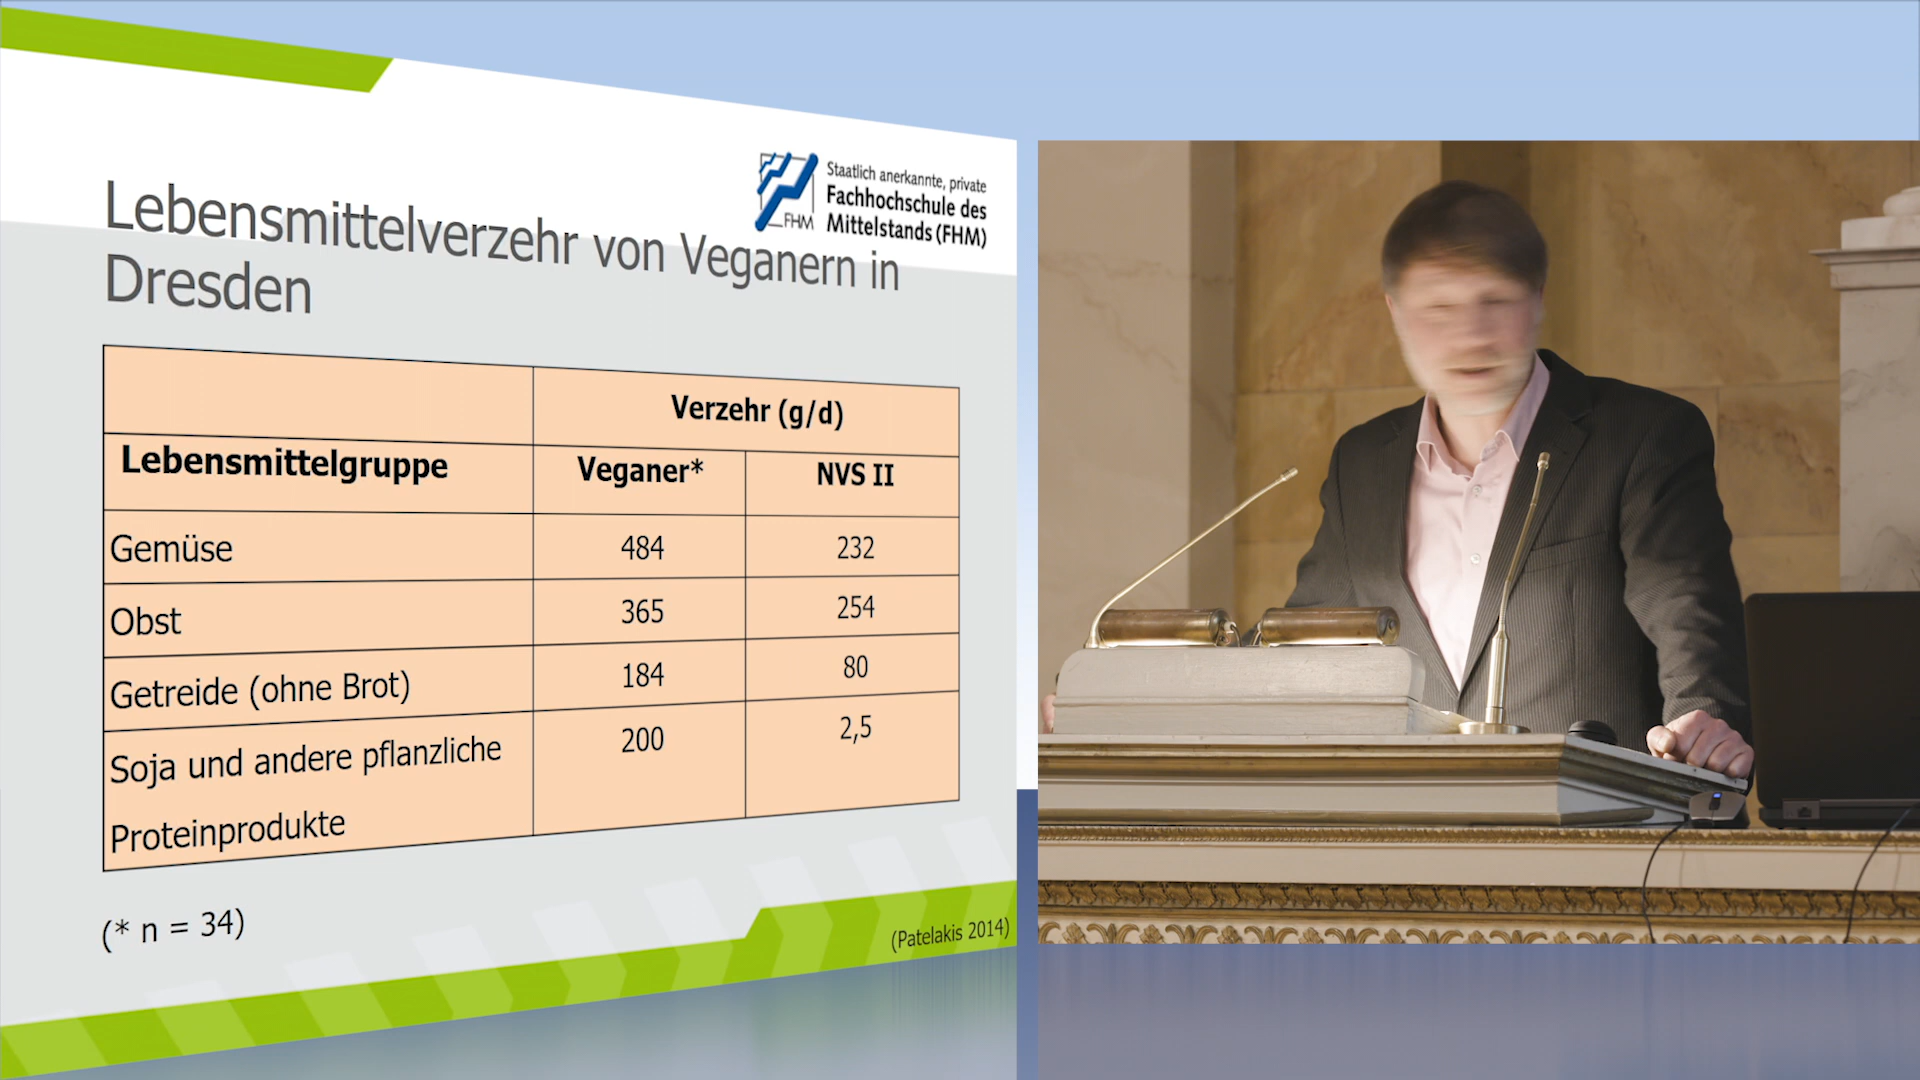 Staatlich anerkannte, private
Fachhochschule des
Mittelstands (FHM)
FHM
Lebensmittelverzehr von Veganern in
Dresden
Verzehr (g/d)
Lebensmittelgruppe Veganer* NVS II
Gemüse 484 232
Obst 365 254
Getreide (ohne Brot) 184 80
Soja und andere pflanzliche 200 2,5
Proteinprodukte
(* n = 34)
(Patelakis 2014)